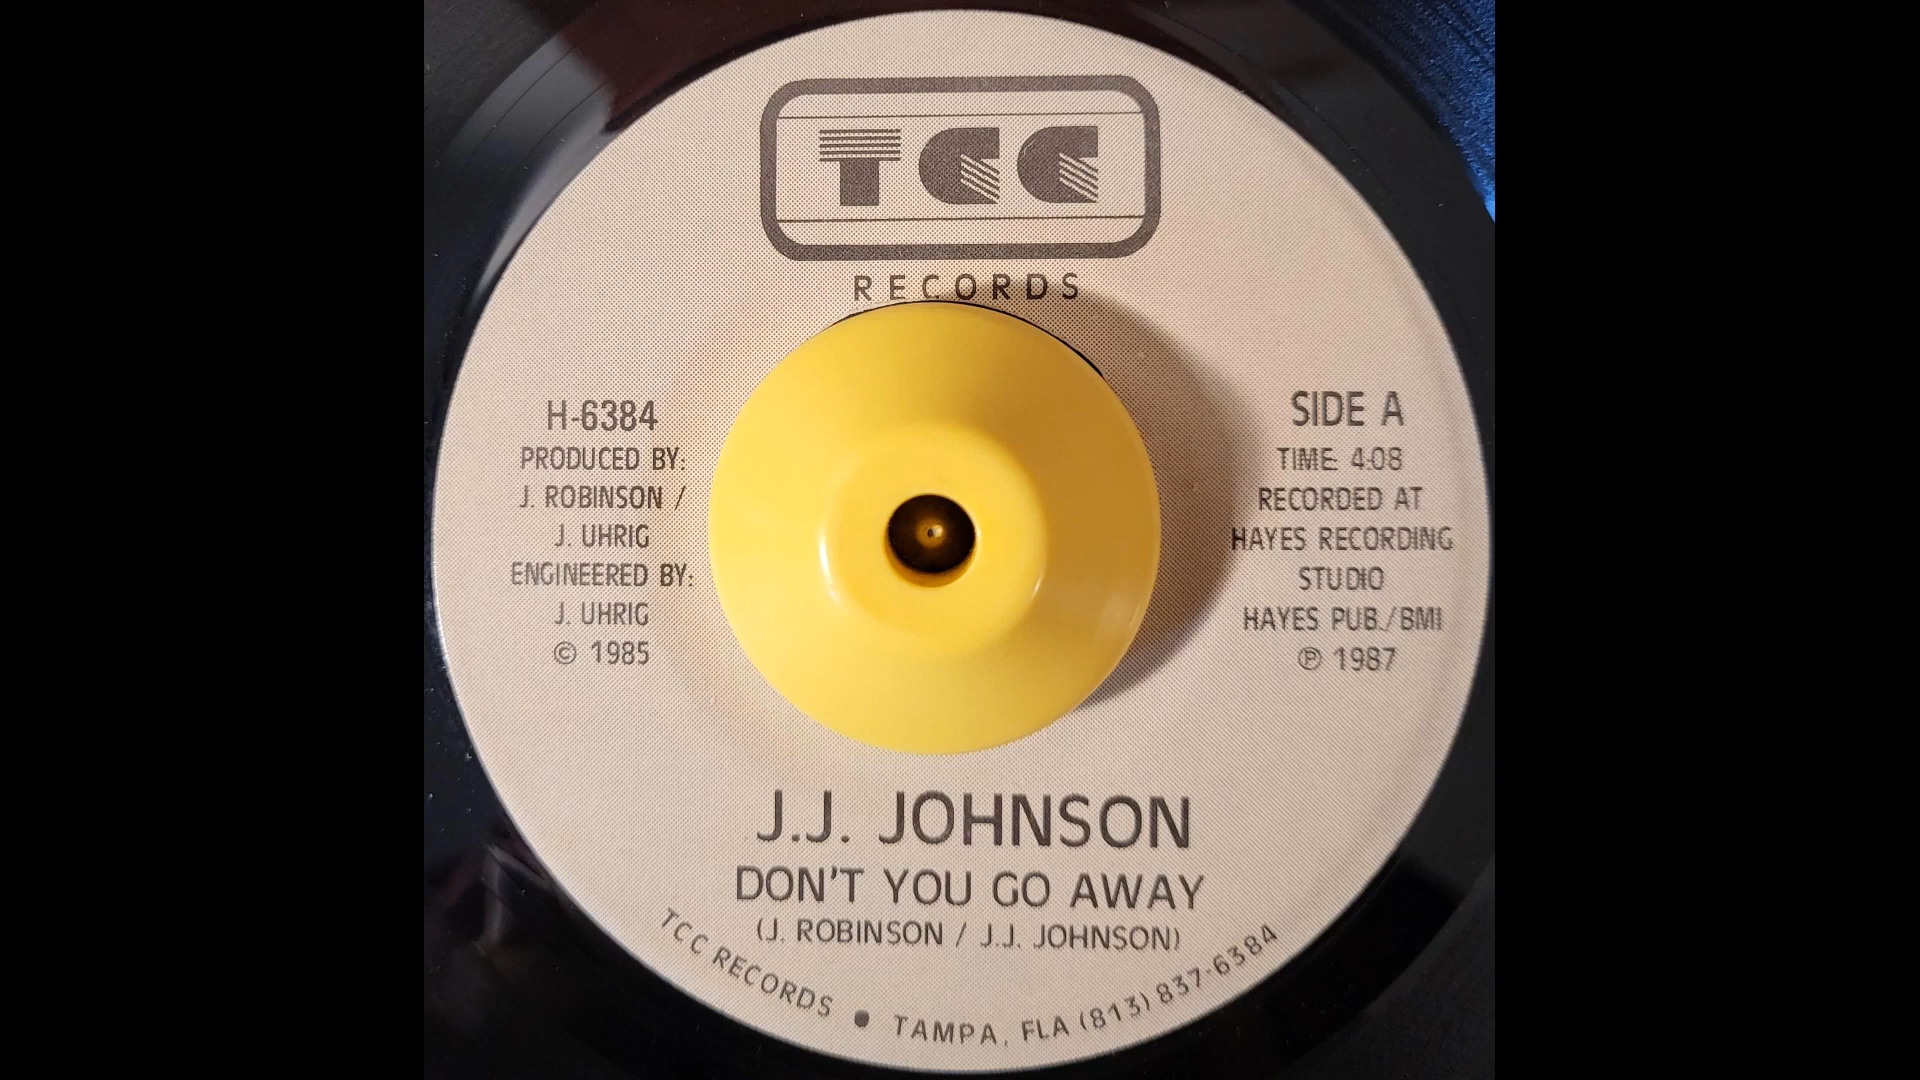 TCC
RECORDS
H-6384
PRODUCED BY:
J. ROBINSON /
J. UHRIG
ENGINEERED BY:
J. UHRIG
© 1985
SIDE A
TIME: 4:08
RECORDED AT
HAYES RECORDING
STUDIO
HAYES PUB./BMI
℗ 1987
J.J. JOHNSON
DON'T YOU GO AWAY
(J. ROBINSON / J.J. JOHNSON)
TCC RECORDS ● TAMPA, FLA (813) 837-6384